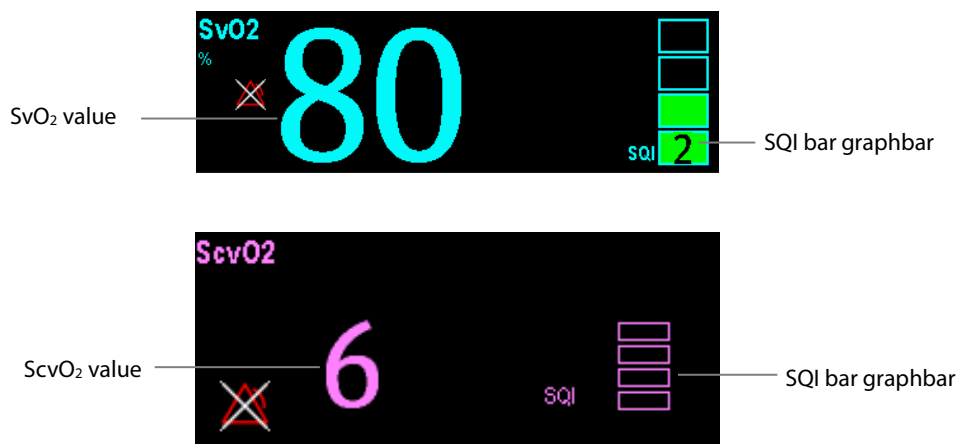 SvO2
%
80
SvO₂ value
SQI 2
SQI bar graphbar
ScvO2
6
ScvO₂ value
SQI
SQI bar graphbar